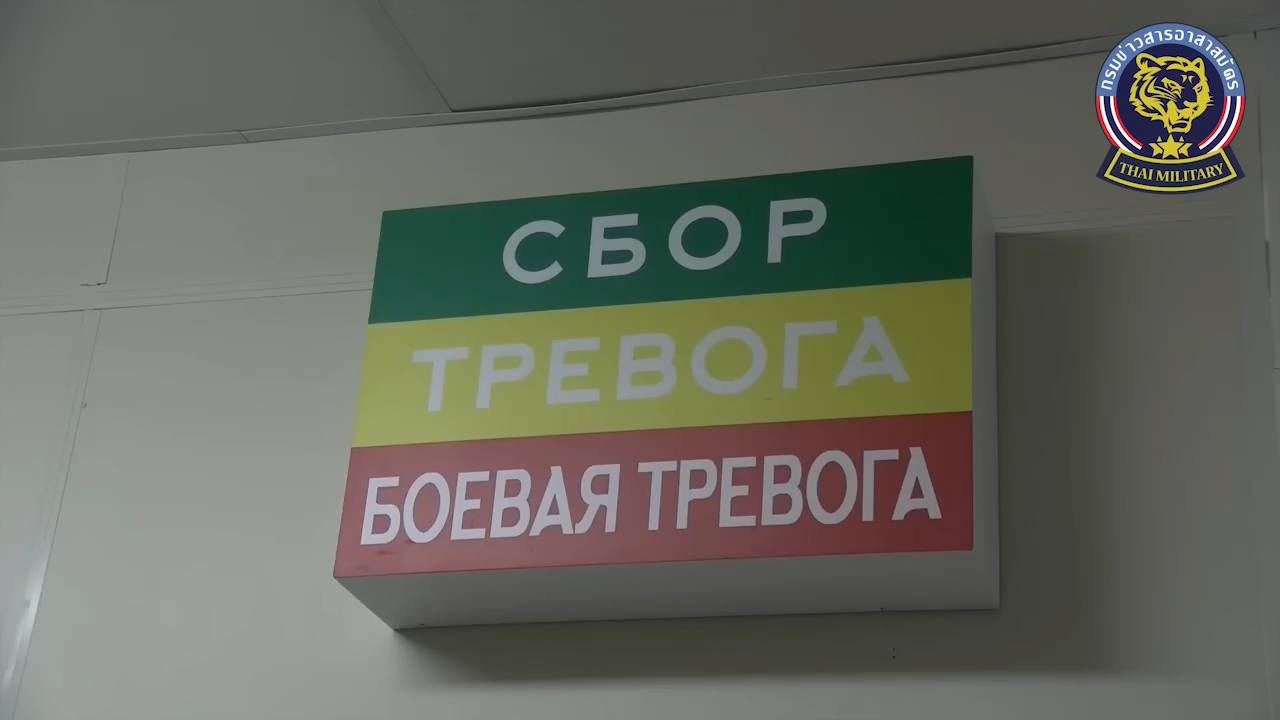 กรมข่าวสารอาสาสมัคร
THAI MILITARY
СБОР
ТРЕВОГА
БОЕВАЯ ТРЕВОГА